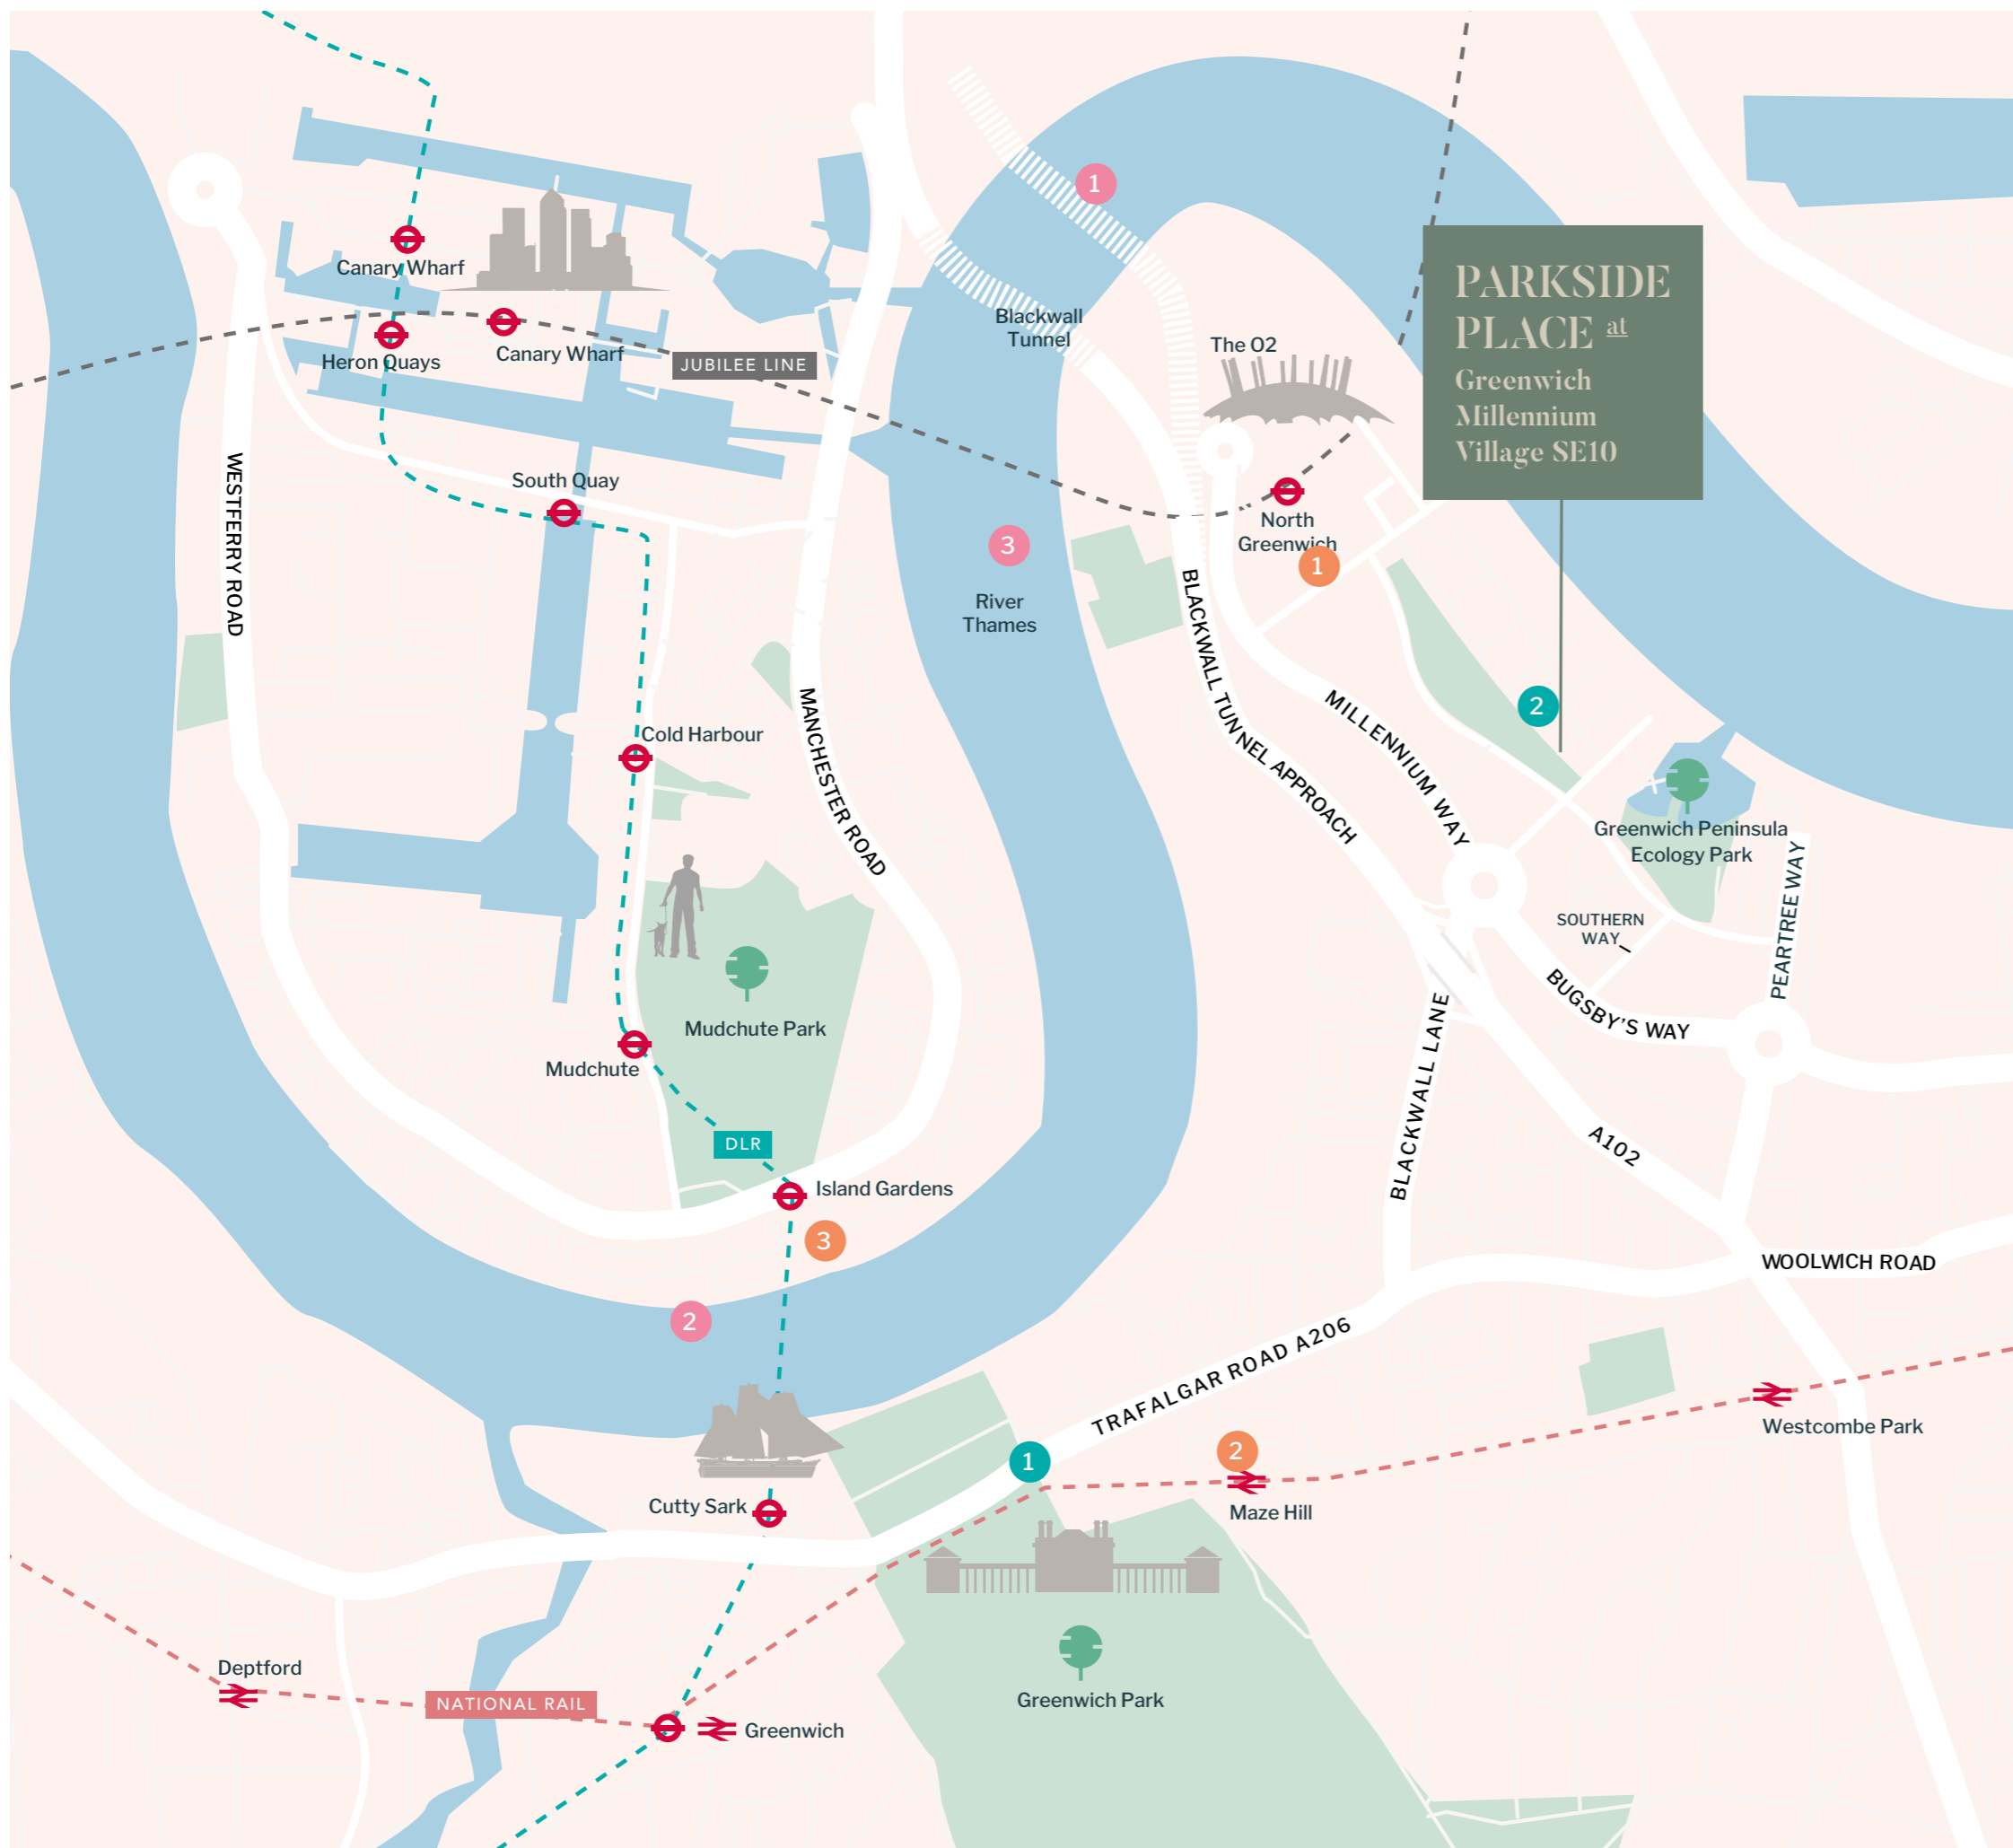 1
Canary Wharf
PARKSIDE
PLACE at
Greenwich
Millennium
Village SE10
Blackwall
Tunnel
Heron Quays
Canary Wharf
JUBILEE LINE
The O2
WESTFERRY ROAD
South Quay
North
Greenwich
1
3
River
Thames
BLACKWALL TUNNEL APPROACH
MILLENNIUM WAY
2
Cold Harbour
MANCHESTER ROAD
Greenwich Peninsula
Ecology Park
PEARTREE WAY
SOUTHERN
WAY
BUGSBY'S WAY
Mudchute Park
Mudchute
BLACKWALL LANE
A102
DLR
Island Gardens
3
WOOLWICH ROAD
2
TRAFALGAR ROAD A206
Westcombe Park
1
2
Maze Hill
Cutty Sark
Deptford
NATIONAL RAIL
Greenwich
Greenwich Park